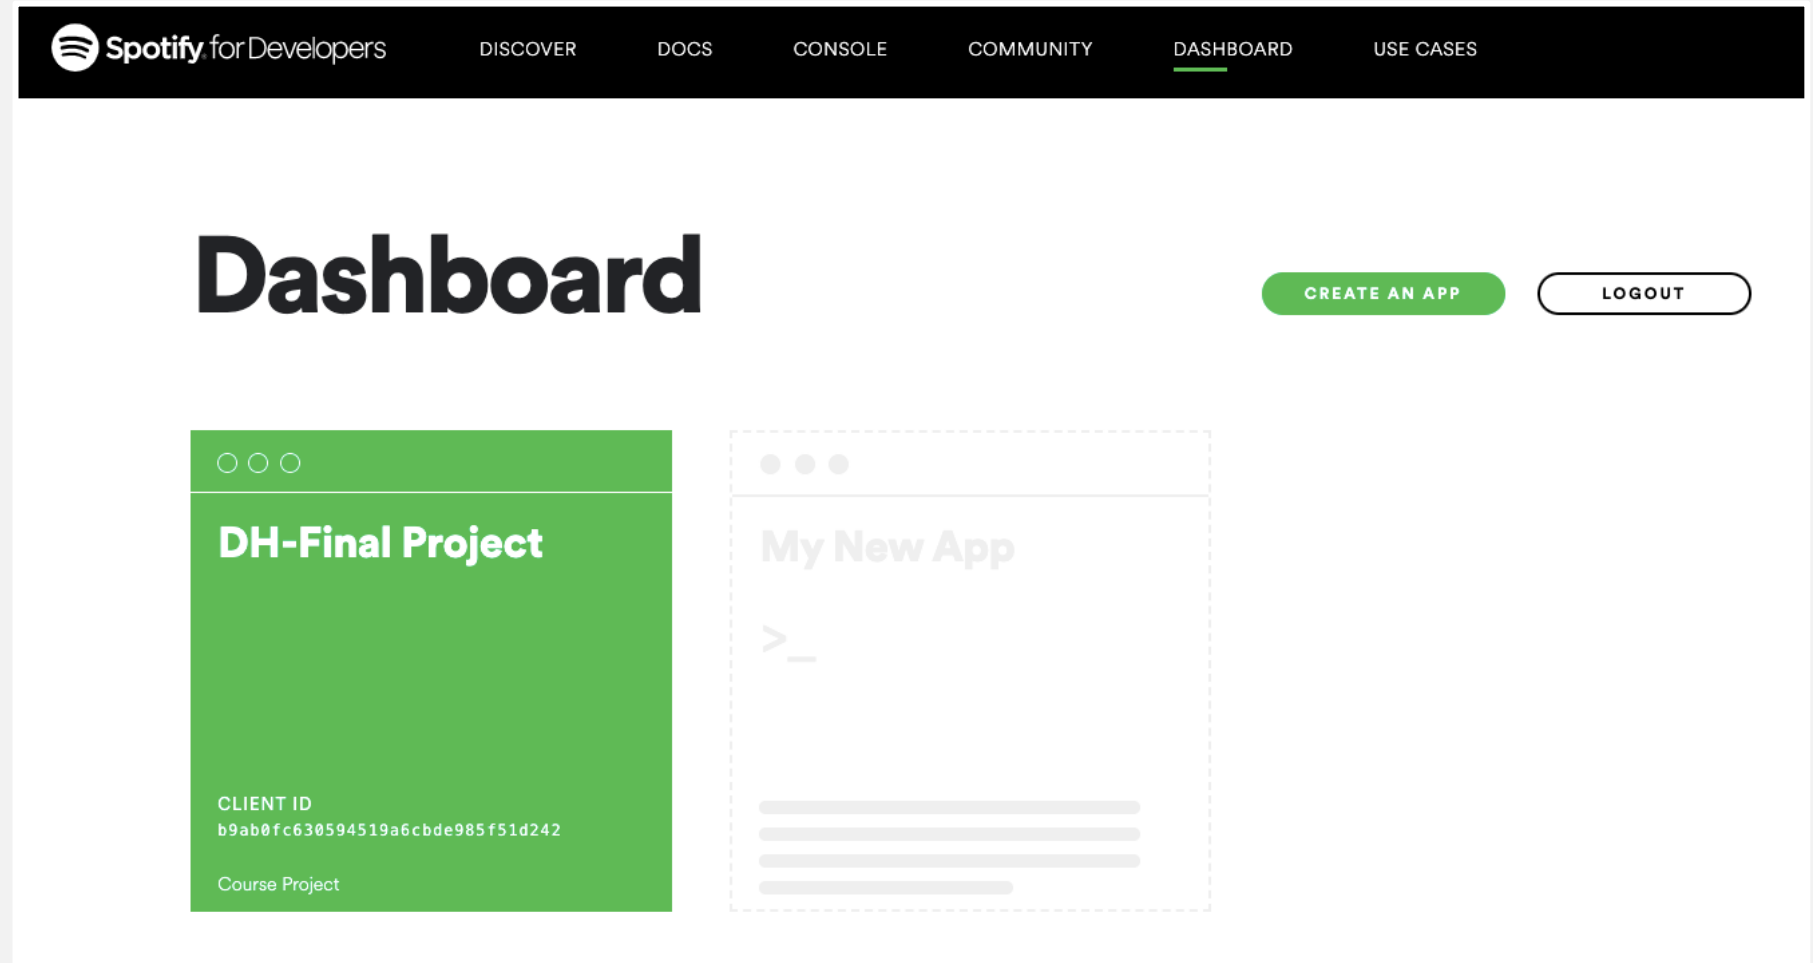 Spotify for Developers DISCOVER DOCS CONSOLE COMMUNITY DASHBOARD USE CASES
Dashboard
CREATE AN APP LOGOUT
DH-Final Project
CLIENT ID
b9ab0fc630594519a6cbde985f51d242
Course Project
My New App
>_